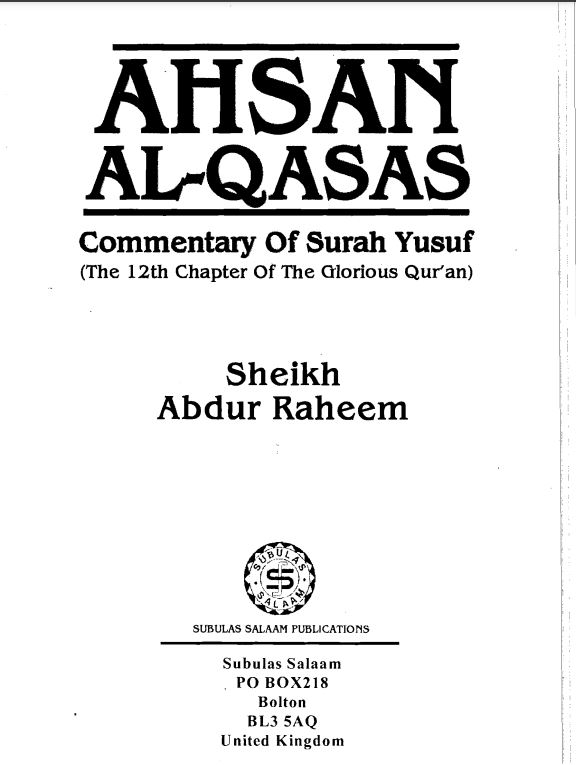 AHSAN
AL-QASAS
Commentary Of Surah Yusuf
(The 12th Chapter Of The Glorious Qur'an)
Sheikh
Abdur Raheem
SUBULAS
SALAAM
SUBULAS SALAAM PUBLICATIONS
Subulas Salaam
PO BOX218
Bolton
BL3 5AQ
United Kingdom